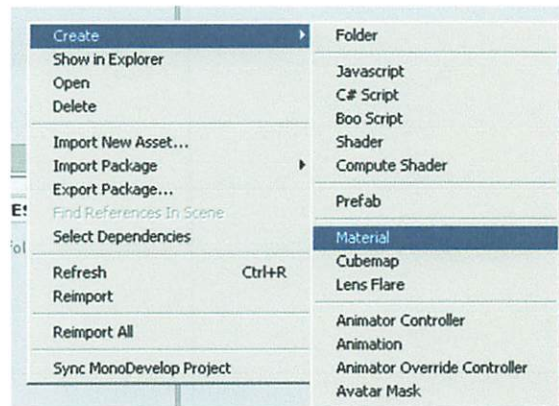 Create
Show in Explorer
Open
Delete
Import New Asset...
Import Package
Export Package...
Find References In Scene
Select Dependencies
Refresh Ctrl+R
Reimport
Reimport All
Sync MonoDevelop Project
Folder
Javascript
C# Script
Boo Script
Shader
Compute Shader
Prefab
Material
Cubemap
Lens Flare
Animator Controller
Animation
Animator Override Controller
Avatar Mask